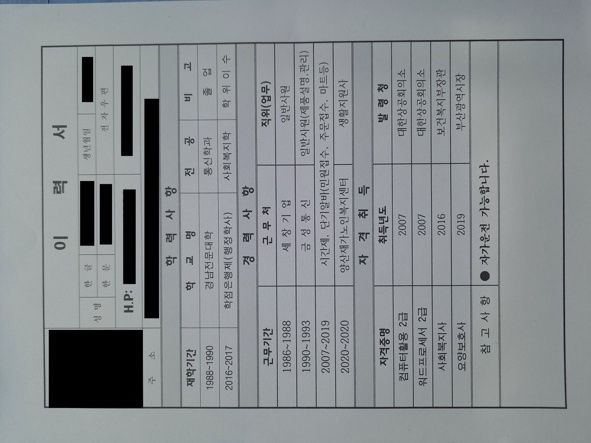 이 력 서
성 명
한 글
생년월일
한 문
전 자 우 편
H.P:
주 소
학 력 사 항
재학기간 학 교 명 전 공 비 고
1988~1990 경남전문대학 통신학과 졸 업
2016~2017 학점은행제(행정학사) 사회복지학 학 위 이 수
경 력 사 항
근무기간 근 무 처 직위(업무)
1986~1988 세 창 기 업 일반사원
1990~1993 금 성 통 신 일반사원(제품설명.관리)
2007~2019 시간제, 단기알바(민원접수, 주문접수, 마트등)
2020~2020 양산재가노인복지센터 생활지원사
자 격 취 득
자격증명 취득년도 발 령 청
컴퓨터활용 2급 2007 대한상공회의소
워드프로세서 2급 2007 대한상공회의소
사회복지사 2016 보건복지부장관
요양보호사 2019 부산광역시장
참 고 사 항 ● 자가운전 가능합니다.